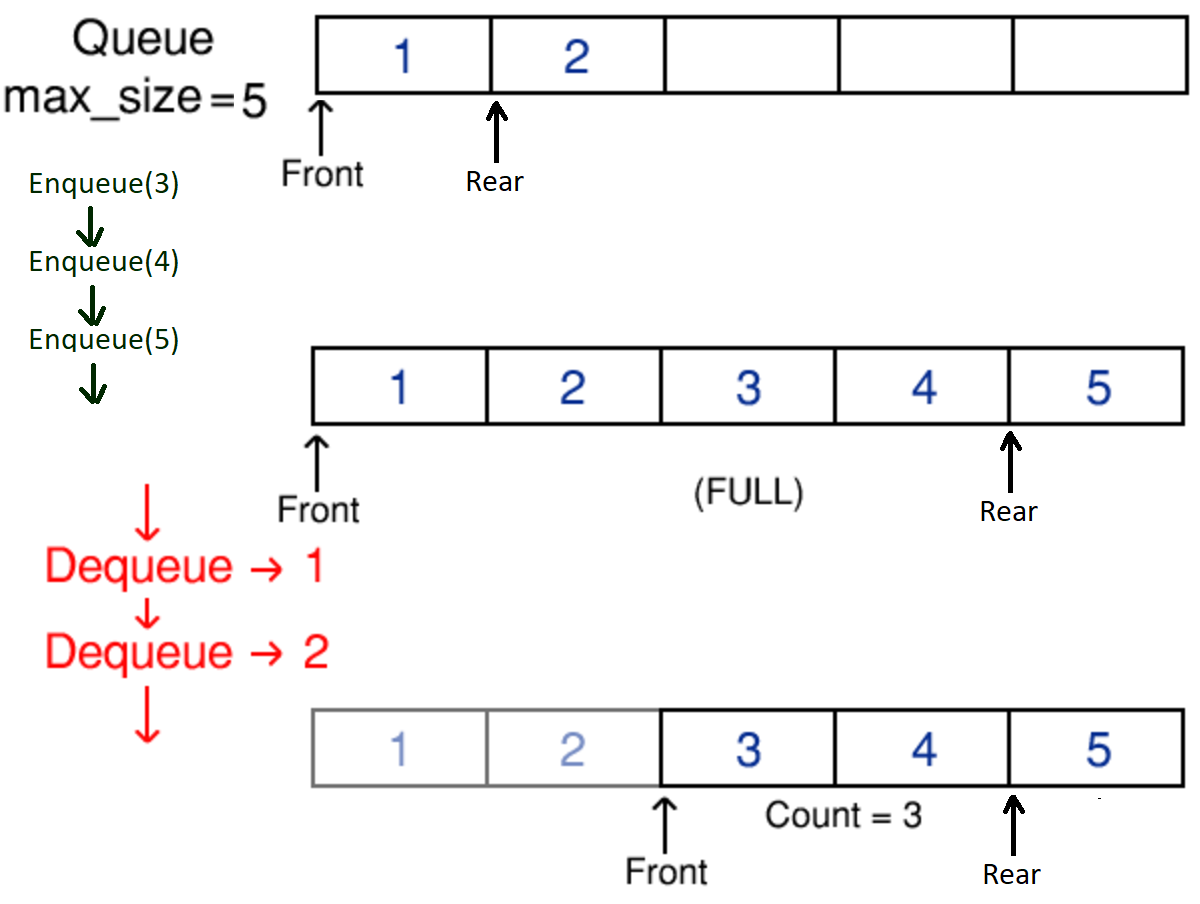 Queue
max_size=5
1 2
Front
Rear
Enqueue(3)
Enqueue(4)
Enqueue(5)
1 2 3 4 5
Front
(FULL)
Rear
Dequeue → 1
Dequeue → 2
1 2 3 4 5
Count = 3
Front
Rear